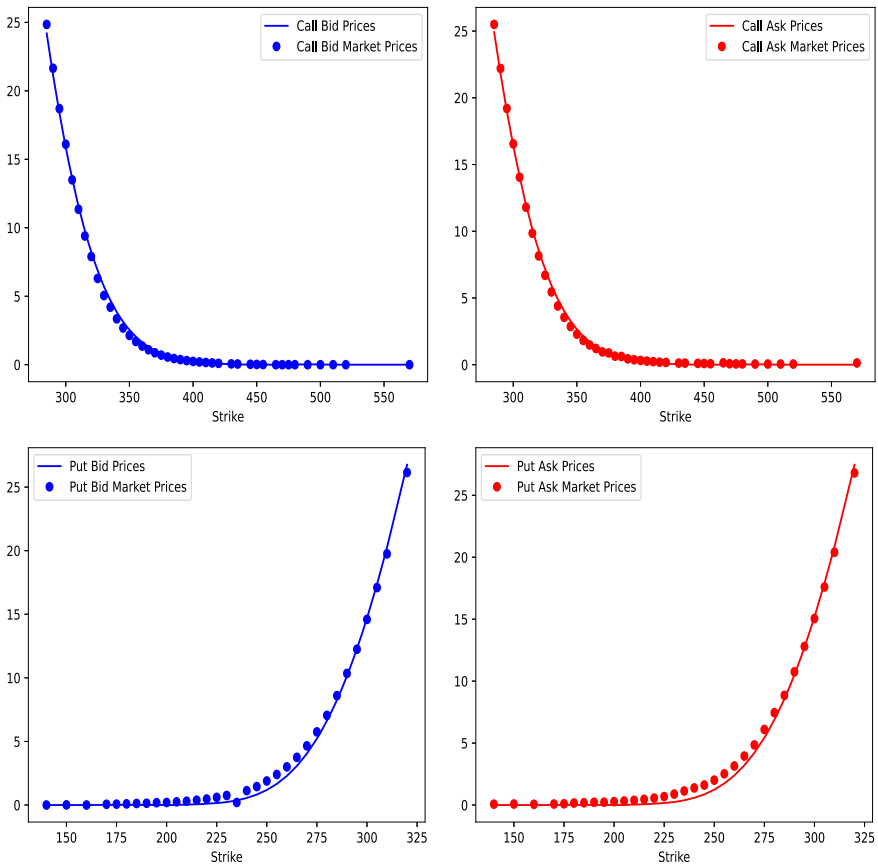 Call Bid Prices
Call Bid Market Prices
25
20
15
10
5
0
300 350 400 450 500 550
Strike
Call Ask Prices
Call Ask Market Prices
25
20
15
10
5
0
300 350 400 450 500 550
Strike
Put Bid Prices
Put Bid Market Prices
25
20
15
10
5
0
150 175 200 225 250 275 300 325
Strike
Put Ask Prices
Put Ask Market Prices
25
20
15
10
5
0
150 175 200 225 250 275 300 325
Strike